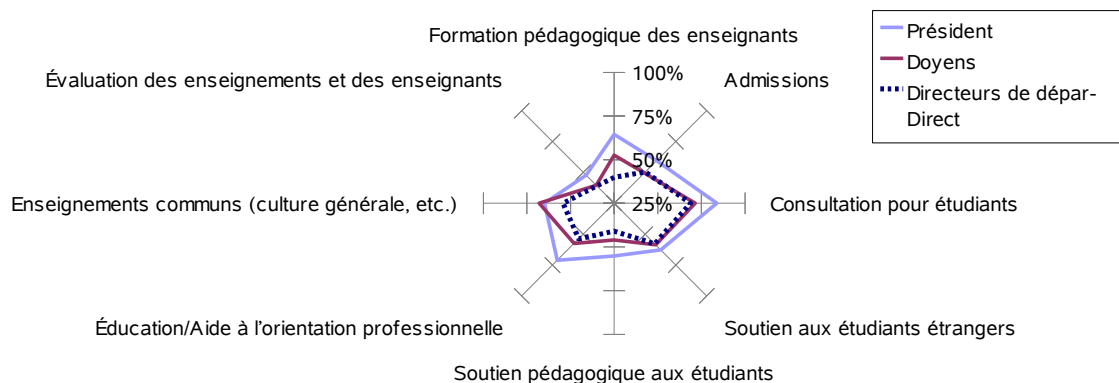 Formation pédagogique des enseignants
Évaluation des enseignements et des enseignants
Admissions
100%
75%
50%
25%
Enseignements communs (culture générale, etc.)
Consultation pour étudiants
Éducation/Aide à l’orientation professionnelle
Soutien aux étudiants étrangers
Soutien pédagogique aux étudiants
Président
Doyens
Directeurs de dépar-
Direct